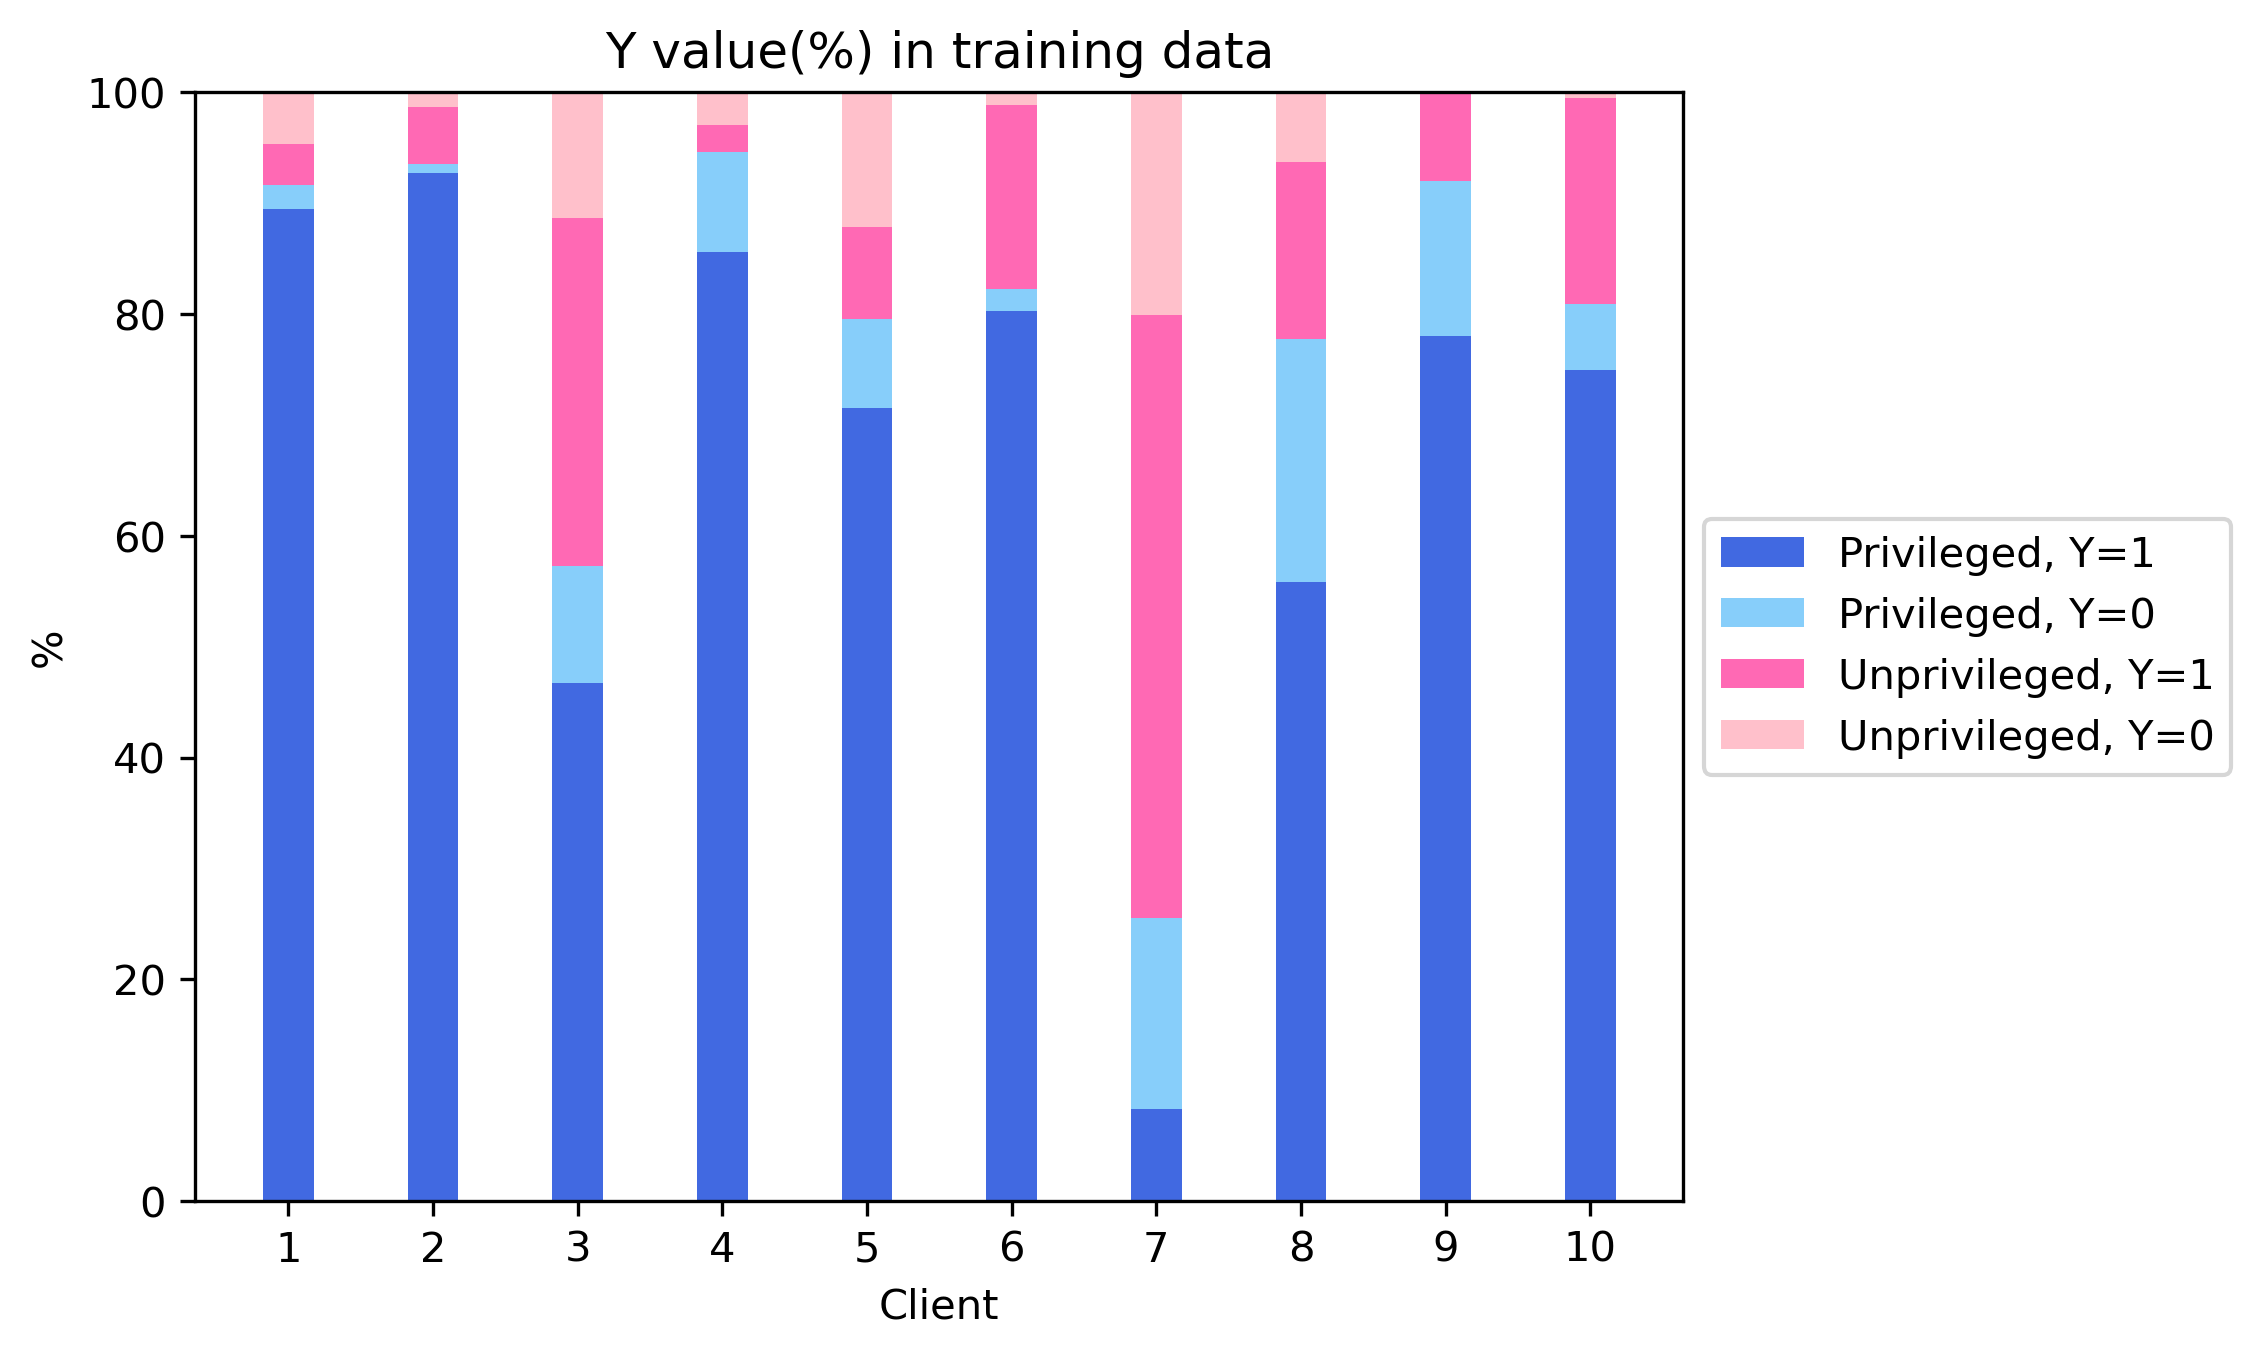 Y value(%) in training data
100
80
60
40
20
0
%
1 2 3 4 5 6 7 8 9 10
Client
Privileged, Y=1
Privileged, Y=0
Unprivileged, Y=1
Unprivileged, Y=0